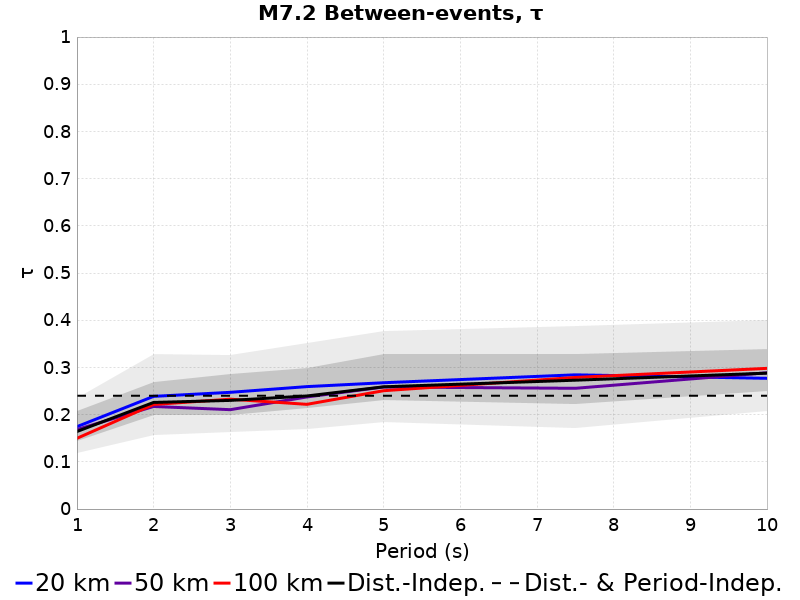 M7.2 Between-events, τ
1
0.9
0.8
0.7
0.6
0.5
0.4
0.3
0.2
0.1
0
τ
1 2 3 4 5 6 7 8 9 10
Period (s)
20 km 50 km 100 km Dist.-Indep. Dist.- & Period-Indep.